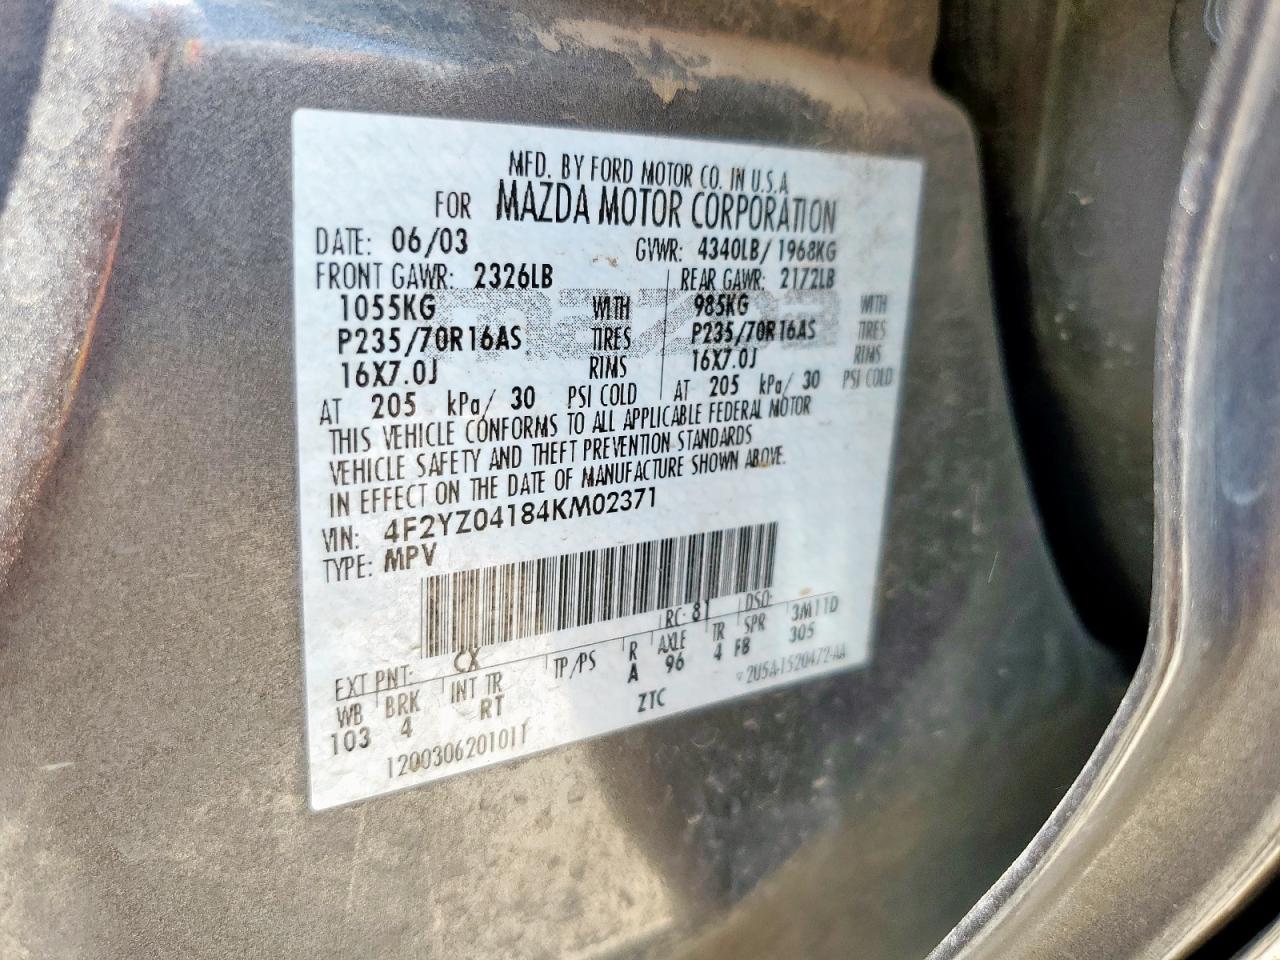 MFD. BY FORD MOTOR CO. IN U.S.A
FOR MAZDA MOTOR CORPORATION
DATE: 06/03 GVWR: 4340LB/ 1968KG
FRONT GAWR: 2326LB REAR GAWR: 2172LB
1055KG WITH 985KG WITH
P235/70R16AS TIRES P235/70R16AS TIRES
16X7.0J RIMS 16X7.0J RIMS
AT 205 kPa/ 30 PSI COLD AT 205 kPa/ 30 PSI COLD
THIS VEHICLE CONFORMS TO ALL APPLICABLE FEDERAL MOTOR
VEHICLE SAFETY AND THEFT PREVENTION STANDARDS
IN EFFECT ON THE DATE OF MANUFACTURE SHOWN ABOVE.
VIN: 4F2YZ04184KM02371
TYPE: MPV
EXT PNT: CX RC: 81 DSO:
WB BRK INT TR TP/PS R AXLE TR SPR 3M11D
103 4 RT A 96 4 FB 305
1200306201011 ZTC 2U5A-1520472-AA